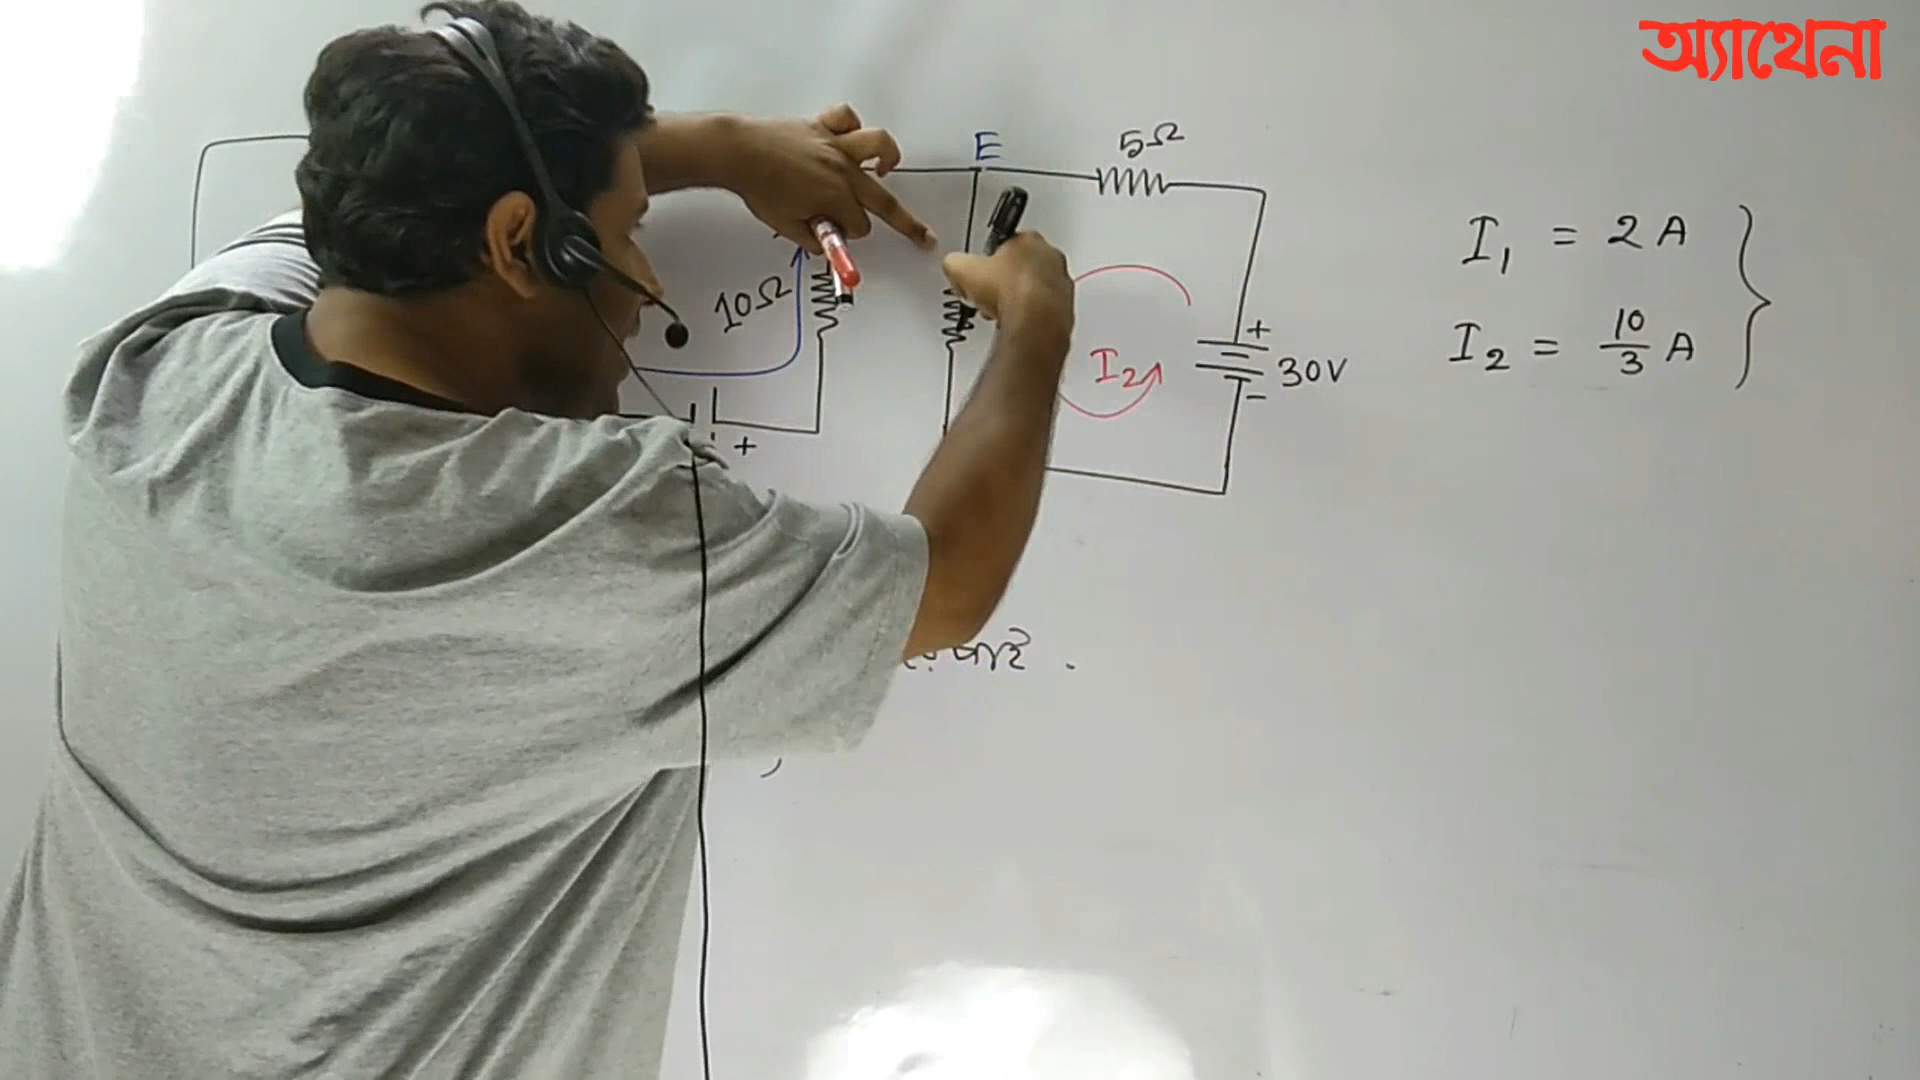 অ্যাথেনা
E
5Ω
10Ω
I₁ = 2 A
I₂ = 10/3 A
I₂
+
30V
-
+